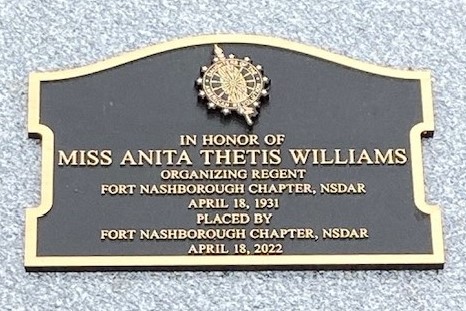 IN HONOR OF
MISS ANITA THETIS WILLIAMS
ORGANIZING REGENT
FORT NASHBOROUGH CHAPTER, NSDAR
APRIL 18, 1931
PLACED BY
FORT NASHBOROUGH CHAPTER, NSDAR
APRIL 18, 2022